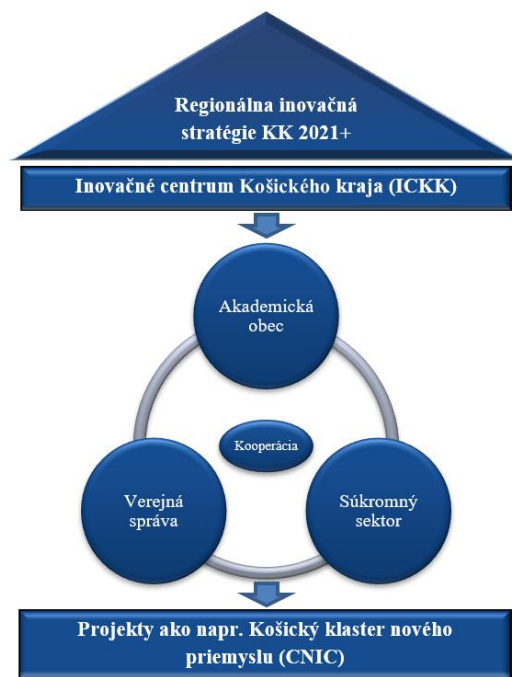 Regionálna inovačná
stratégie KK 2021+
Inovačné centrum Košického kraja (ICKK)
Akademická
obec
Kooperácia
Verejná
správa
Súkromný
sektor
Projekty ako napr. Košický klaster nového
priemyslu (CNIC)